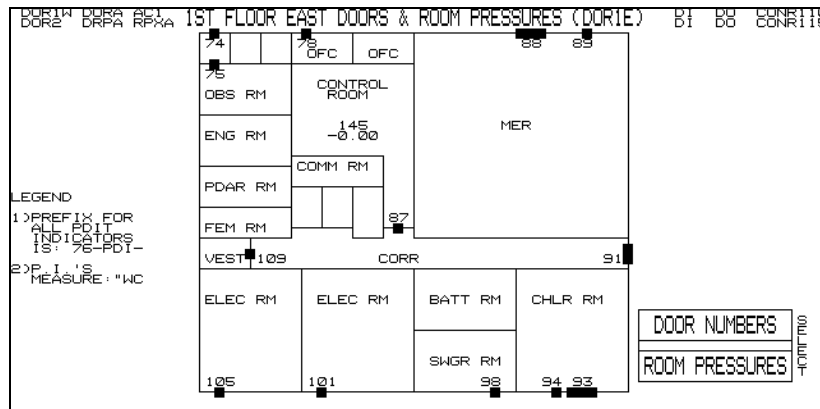 DOR1W DORA AC1 1ST FLOOR EAST DOORS & ROOM PRESSURES (DOR1E) DI DO CONR110
DOR2 DRPA RPXA DI DO CONR115
74 78 88 89
OFC OFC
75
OBS RM
CONTROL
ROOM
ENG RM
145
-0.00
MER
COMM RM
PDAR RM
LEGEND
1)PREFIX FOR
ALL PDIT
INDICATORS
IS: 76-PDI-
87
FEM RM
VEST 109 CORR 91
2)P.I.'S
MEASURE:"WC
ELEC RM ELEC RM BATT RM CHLR RM
DOOR NUMBERS
SELECT
SWGR RM
ROOM PRESSURES
105 101 98 94 93